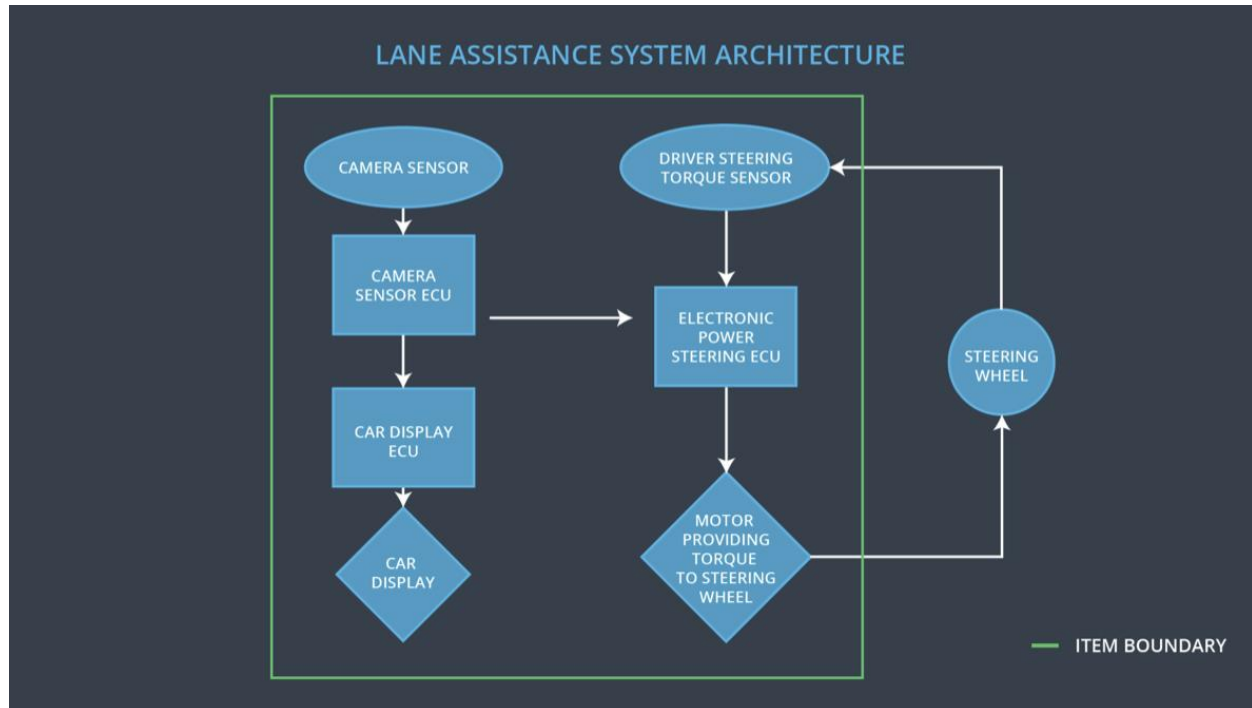 LANE ASSISTANCE SYSTEM ARCHITECTURE
CAMERA SENSOR
CAMERA
SENSOR ECU
CAR DISPLAY
ECU
CAR
DISPLAY
DRIVER STEERING
TORQUE SENSOR
ELECTRONIC
POWER
STEERING ECU
MOTOR
PROVIDING
TORQUE
TO STEERING
WHEEL
STEERING
WHEEL
ITEM BOUNDARY